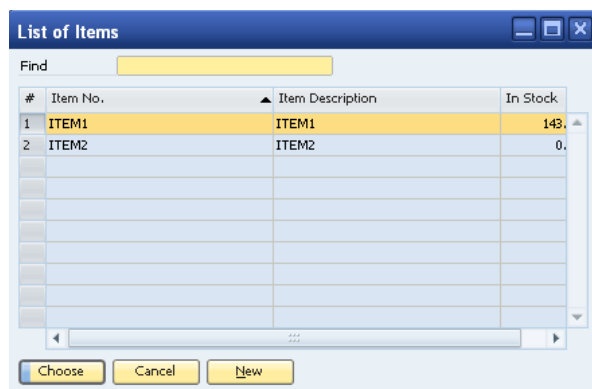 List of Items
Find
# Item No. Item Description In Stock
1 ITEM1 ITEM1 143.
2 ITEM2 ITEM2 0.
Choose Cancel New